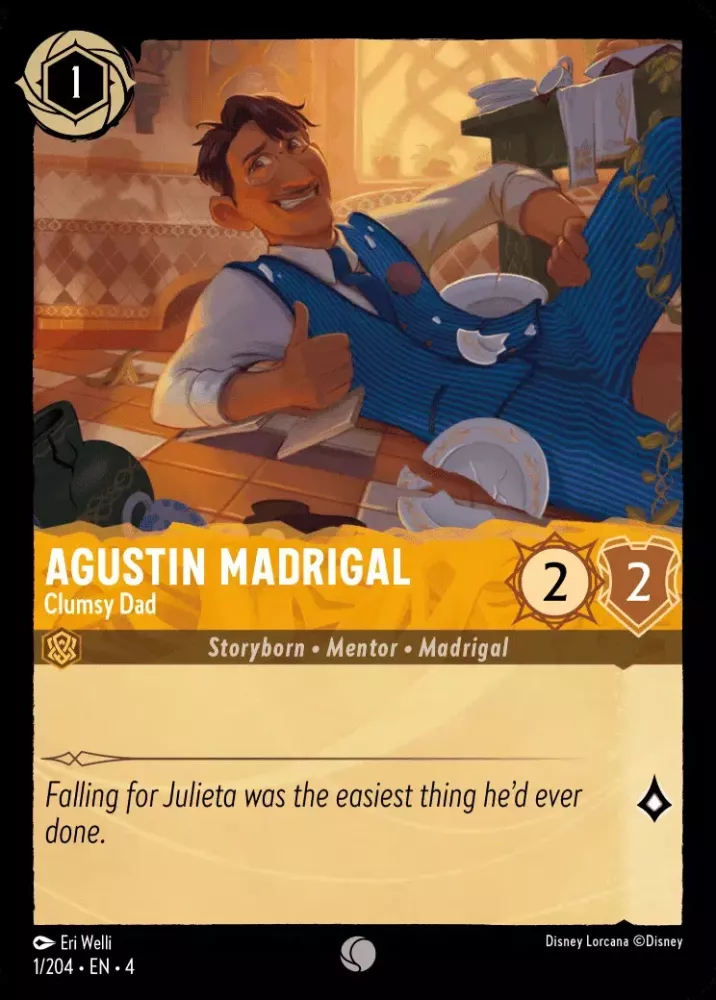 1
AGUSTIN MADRIGAL
Clumsy Dad
2
2
Storyborn • Mentor • Madrigal
Falling for Julieta was the easiest thing he'd ever
done.
Eri Welli
1/204 • EN • 4
Disney Lorcana ©Disney